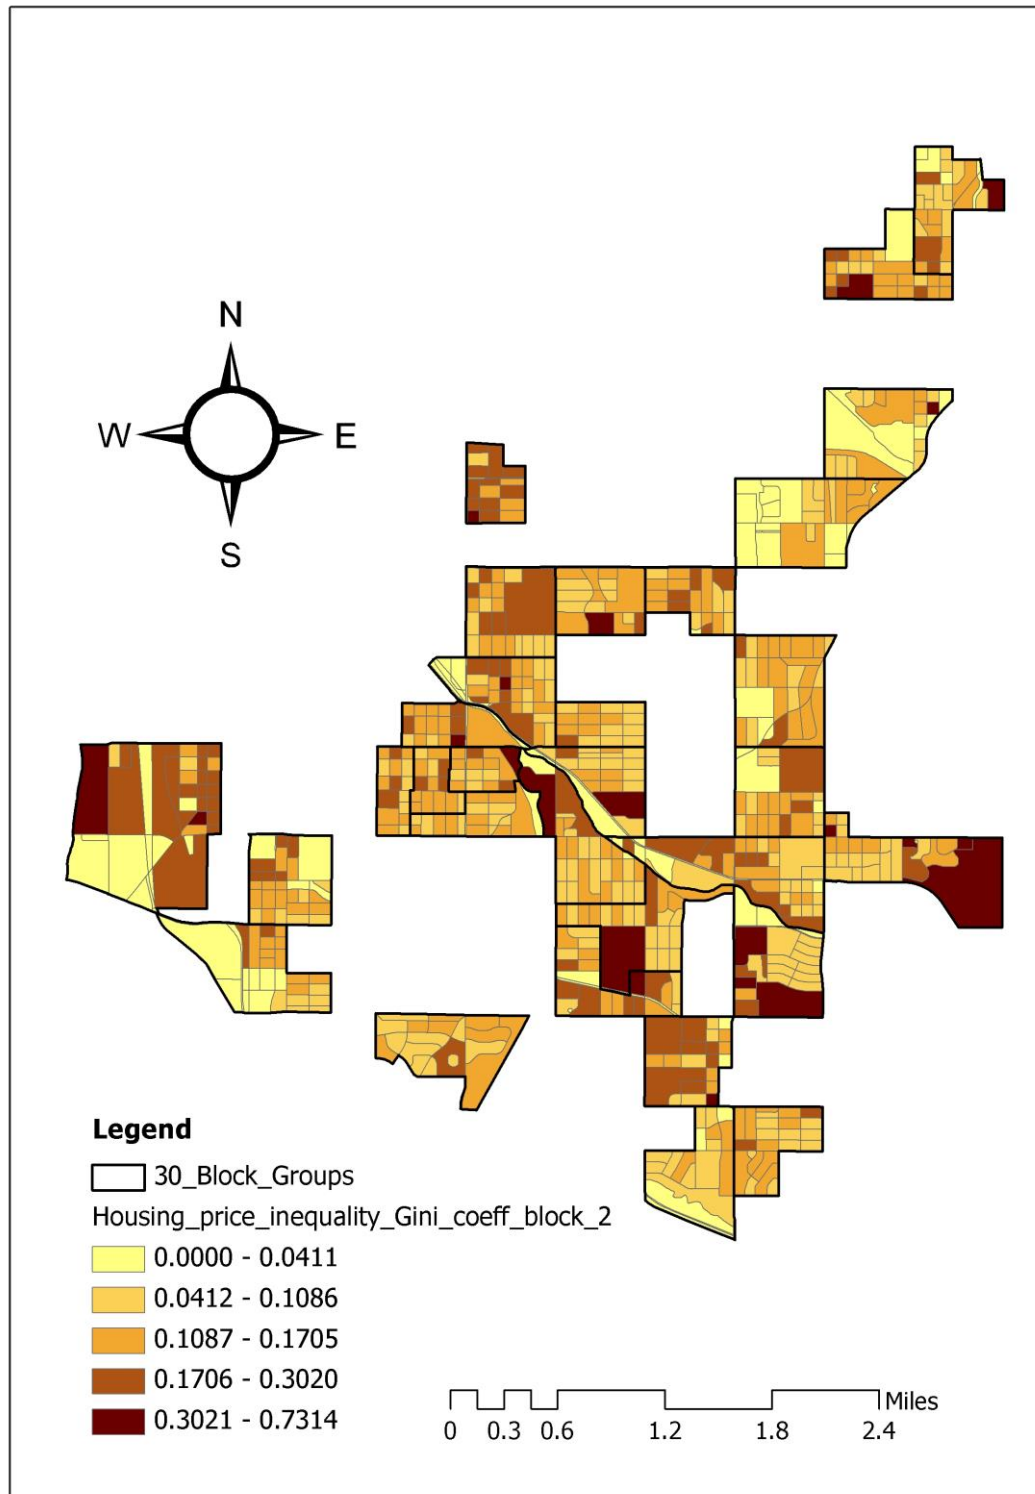 N
W E
S
Legend
30_Block_Groups
Housing_price_inequality_Gini_coeff_block_2
0.0000 - 0.0411
0.0412 - 0.1086
0.1087 - 0.1705
0.1706 - 0.3020
0.3021 - 0.7314
Miles
0 0.3 0.6 1.2 1.8 2.4